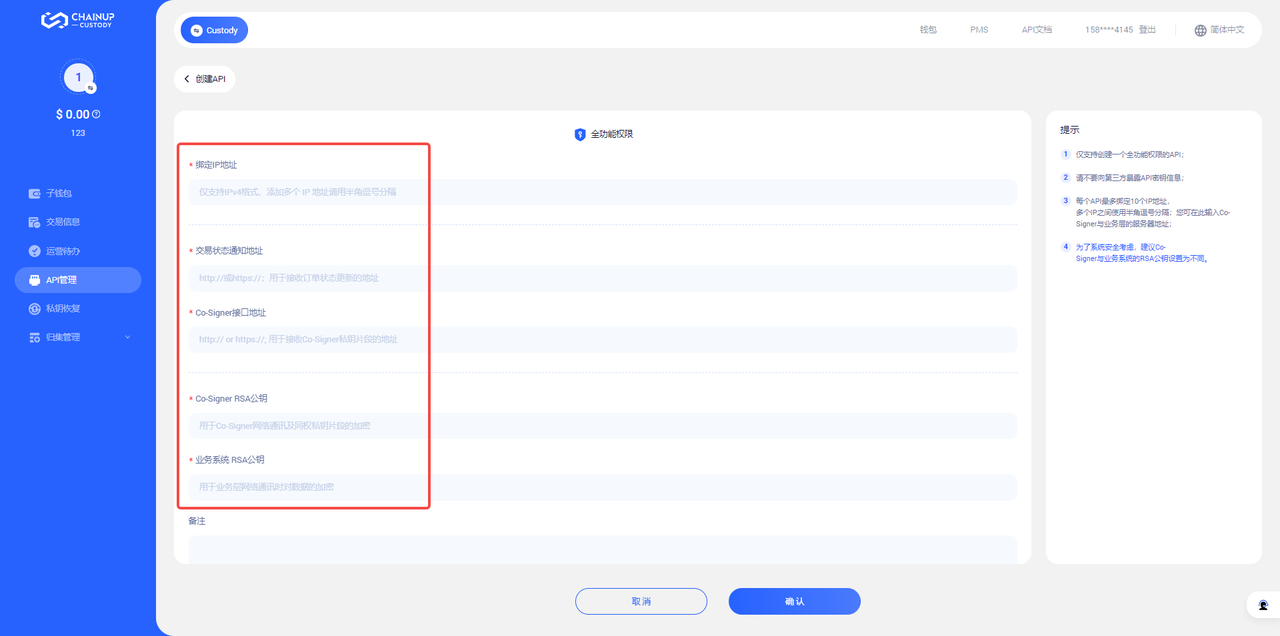 CHAINUP
CUSTODY
1
$ 0.00
123
子钱包
交易信息
运营待办
API管理
私钥恢复
归集管理
Custody
钱包
PMS
API文档
158****4145 登出
简体中文
创建API
全功能权限
* 绑定IP地址
仅支持IPv4格式，添加多个 IP 地址请用半角逗号分隔
* 交易状态通知地址
http://或https://；用于接收订单状态更新的地址
* Co-Signer接口地址
http:// or https://; 用于接收Co-Signer私钥片段的地址
* Co-Signer RSA公钥
用于Co-Signer网络通讯及同权私钥片段的加密
* 业务系统 RSA公钥
用于业务层网络通讯时对数据的加密
备注
取消
确认
提示
1 仅支持创建一个全功能权限的API；
2 请不要向第三方暴露API密钥信息；
3 每个API最多绑定10个IP地址，
多个IP之间使用半角逗号分隔；您可在此输入Co-
Signer与业务层的服务器地址；
4 为了系统安全考虑，建议Co-
Signer与业务系统的RSA公钥设置为不同。